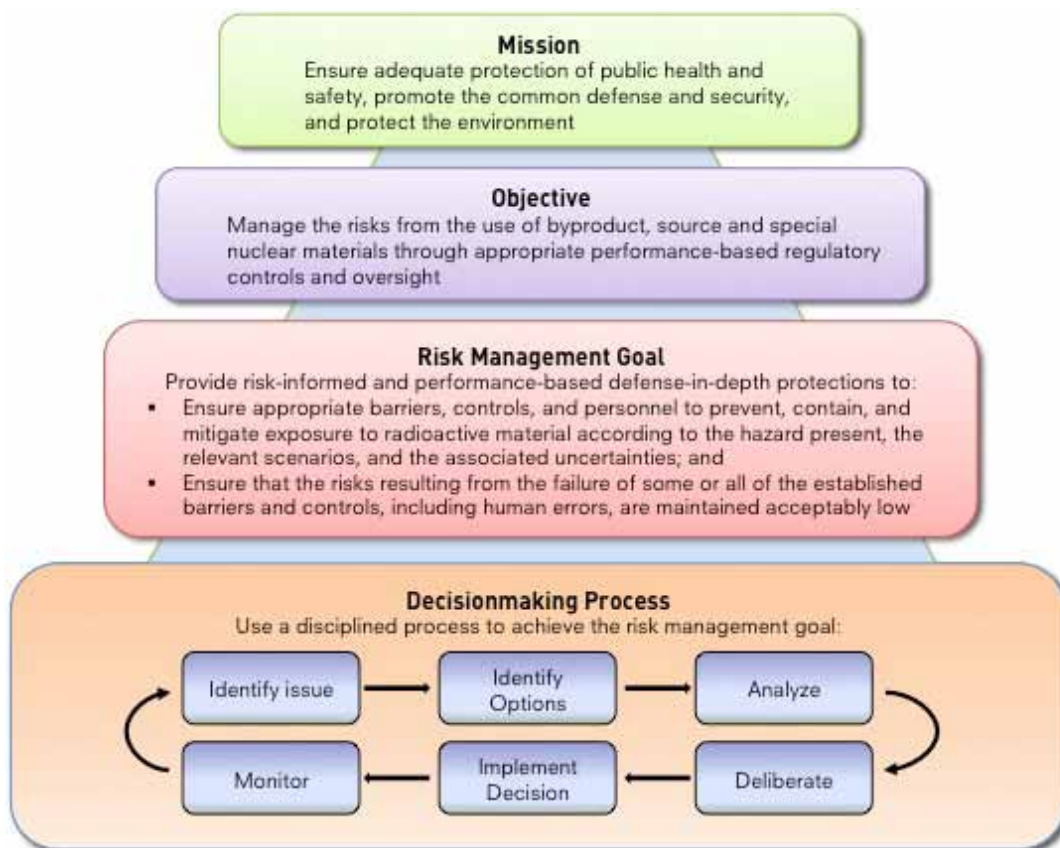 Mission
Ensure adequate protection of public health and
safety, promote the common defense and security,
and protect the environment
Objective
Manage the risks from the use of byproduct, source and special
nuclear materials through appropriate performance-based regulatory
controls and oversight
Risk Management Goal
Provide risk-informed and performance-based defense-in-depth protections to:
▪ Ensure appropriate barriers, controls, and personnel to prevent, contain, and
mitigate exposure to radioactive material according to the hazard present, the
relevant scenarios, and the associated uncertainties; and
▪ Ensure that the risks resulting from the failure of some or all of the established
barriers and controls, including human errors, are maintained acceptably low
Decisionmaking Process
Use a disciplined process to achieve the risk management goal:
Identify issue
Identify
Options
Analyze
Monitor
Implement
Decision
Deliberate